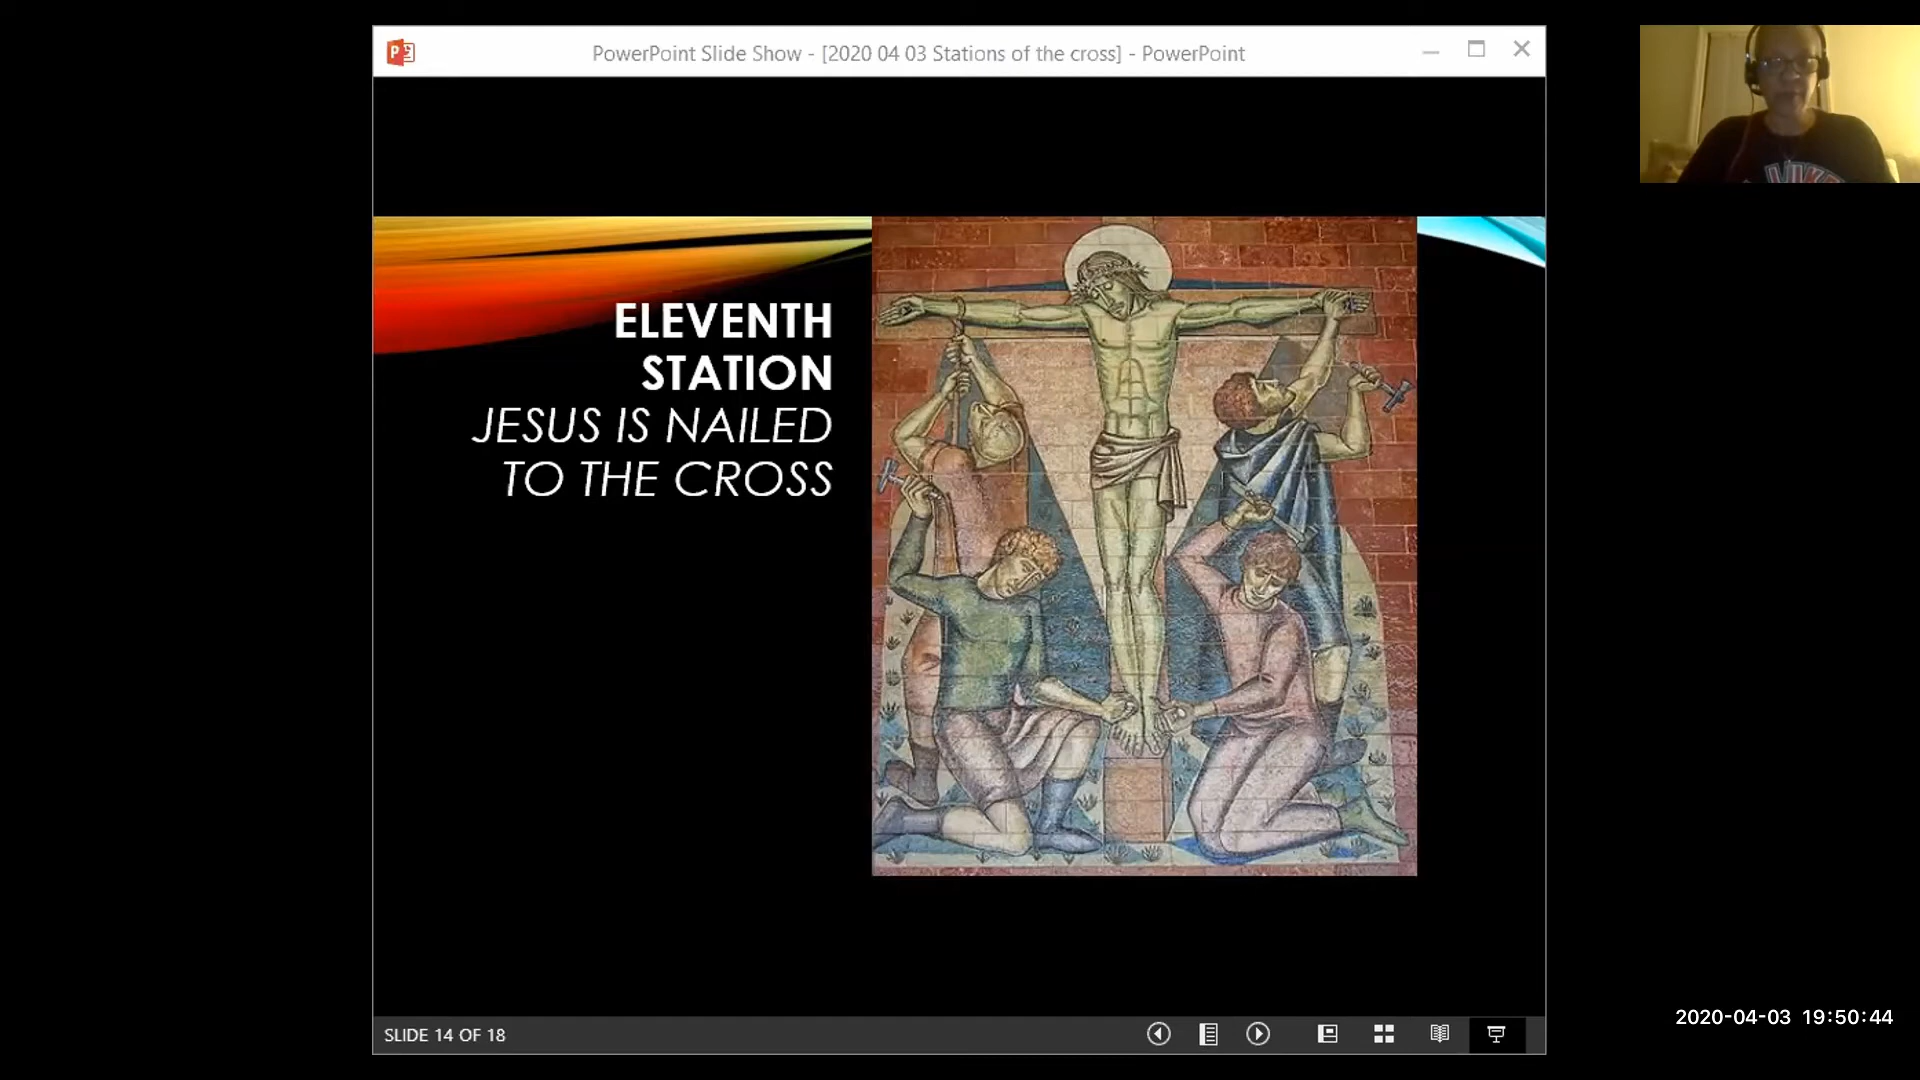 PowerPoint Slide Show - [2020 04 03 Stations of the cross] - PowerPoint
ELEVENTH
STATION
JESUS IS NAILED
TO THE CROSS
SLIDE 14 OF 18
2020-04-03 19:50:44